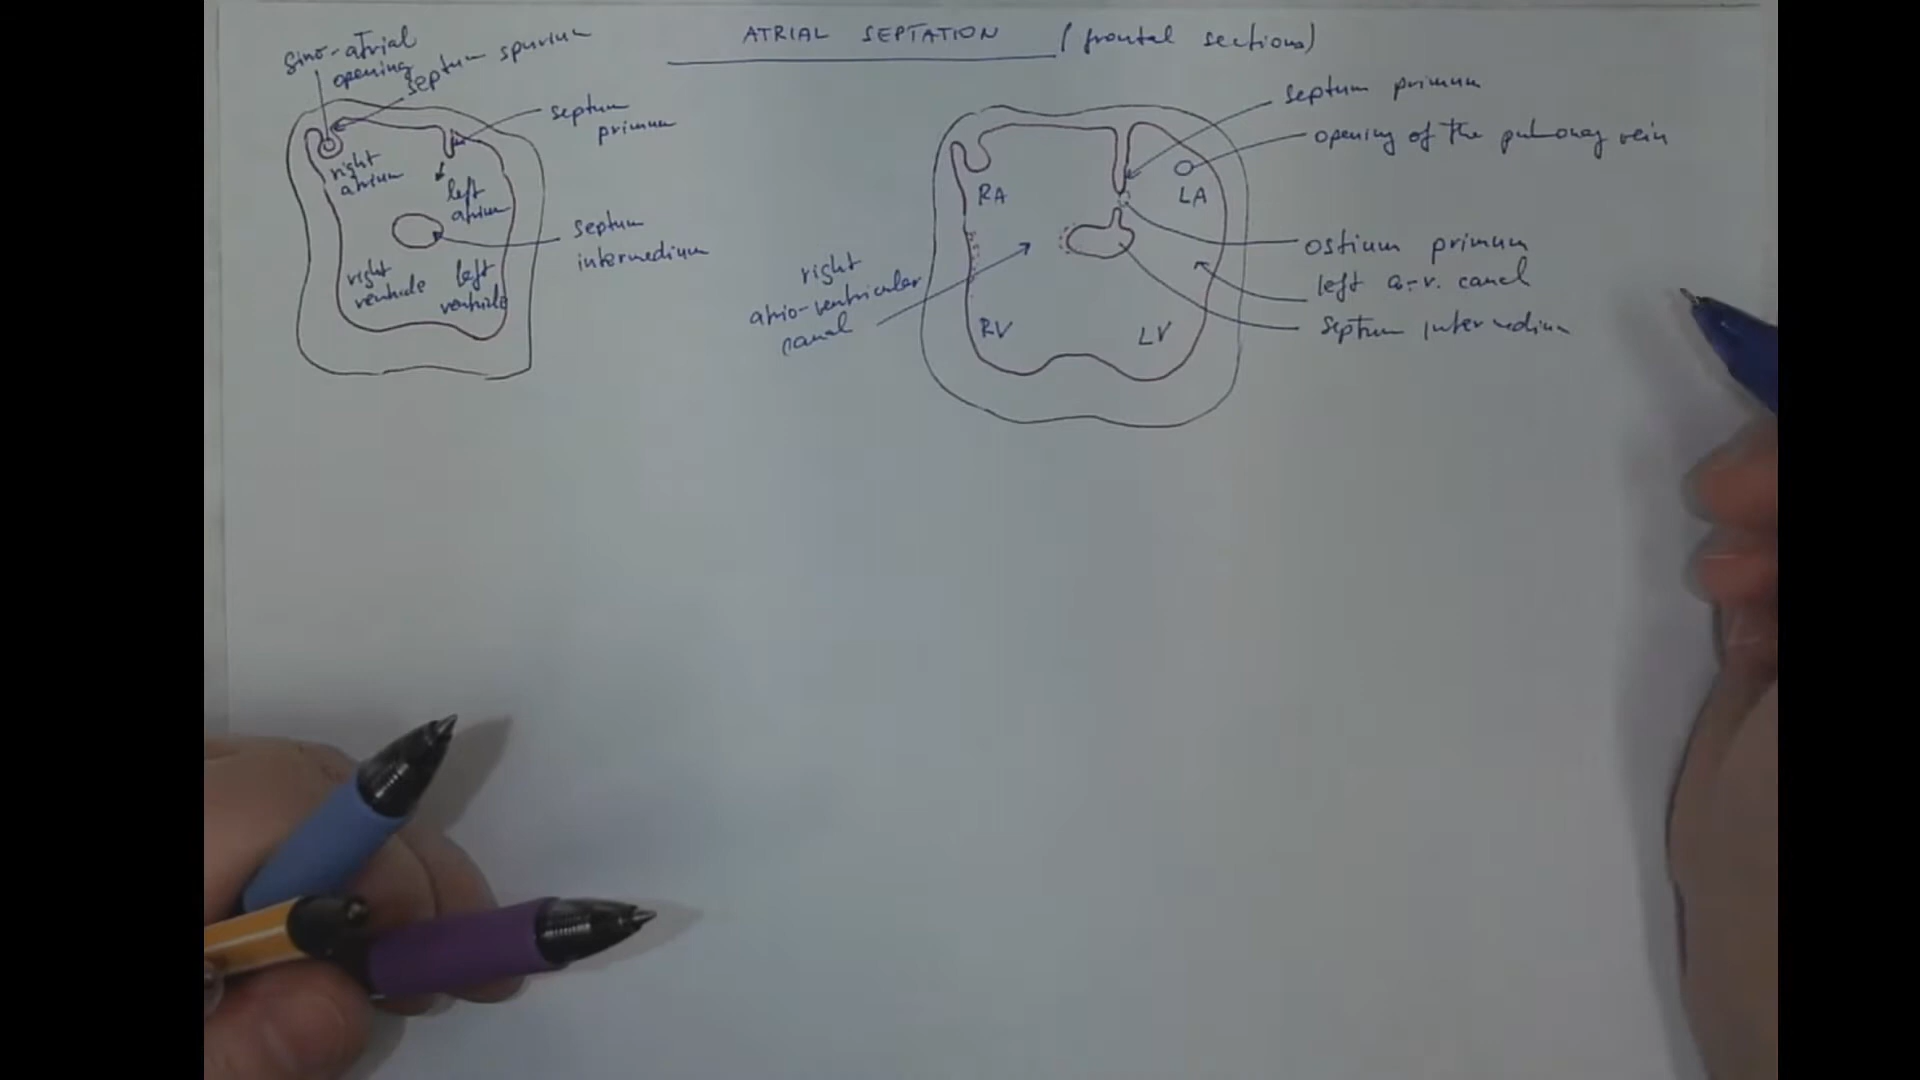 ATRIAL SEPTATION (frontal sections)
sino-atrial
opening
septum spurium
septum
primum
right
atrium
left
atrium
septum
intermedium
right
ventricle
left
ventricle
septum primum
opening of the pulmonary vein
RA
LA
ostium primum
left a-v. canal
septum intermedium
right
atrio-ventricular
canal
RV
LV